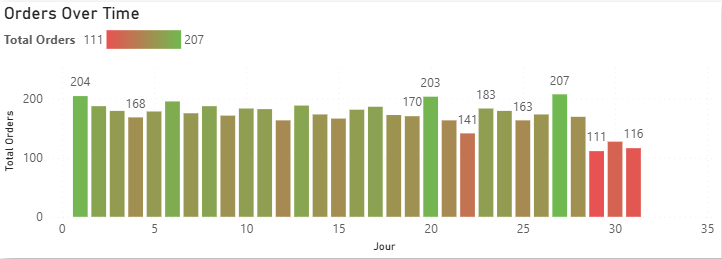 Orders Over Time
Total Orders 111 207
204 168 170 203 141 183 163 207 111 116
Total Orders
200
100
0
0 5 10 15 20 25 30 35
Jour